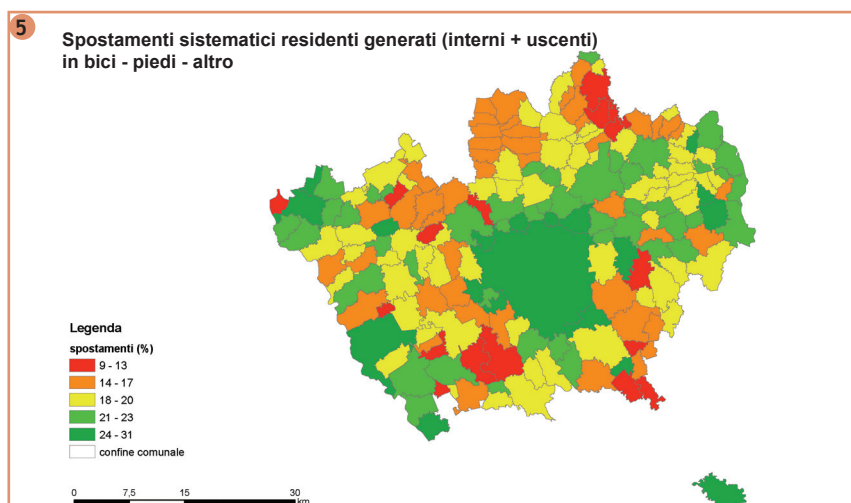 5
Spostamenti sistematici residenti generati (interni + uscenti)
in bici - piedi - altro
Legenda
spostamenti (%)
9 - 13
14 - 17
18 - 20
21 - 23
24 - 31
confine comunale
0 7,5 15 30
km